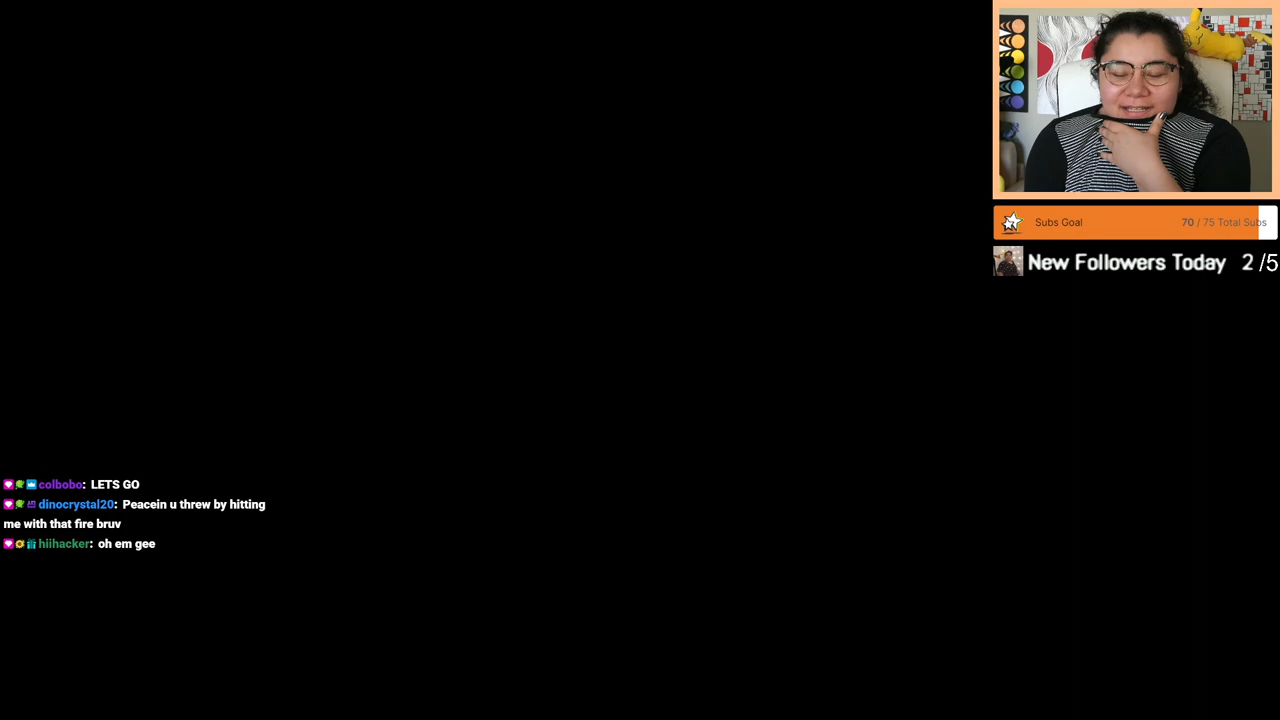 Subs Goal 70 / 75 Total Subs
New Followers Today 2 /5
colbobo: LETS GO
dinocrystal20: Peacein u threw by hitting
me with that fire bruv
hiihacker: oh em gee